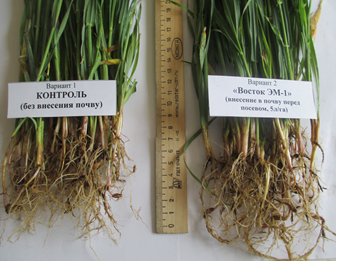 Вариант 1
КОНТРОЛЬ
(без внесения почву)
Вариант 2
«Восток ЭМ-1»
(внесение в почву перед
посевом, 5л/га)